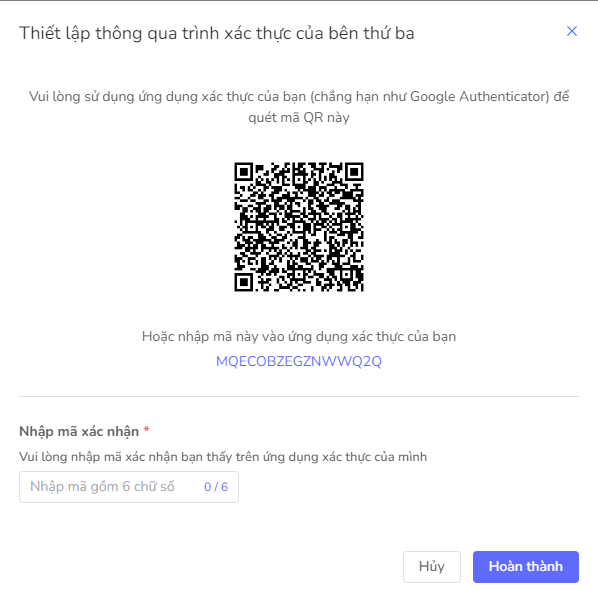 Thiết lập thông qua trình xác thực của bên thứ ba
Vui lòng sử dụng ứng dụng xác thực của bạn (chẳng hạn như Google Authenticator) để
quét mã QR này
Hoặc nhập mã này vào ứng dụng xác thực của bạn
MQECOBZEGZNWWQ2Q
Nhập mã xác nhận *
Vui lòng nhập mã xác nhận bạn thấy trên ứng dụng xác thực của mình
Nhập mã gồm 6 chữ số 0 / 6
Hủy Hoàn thành